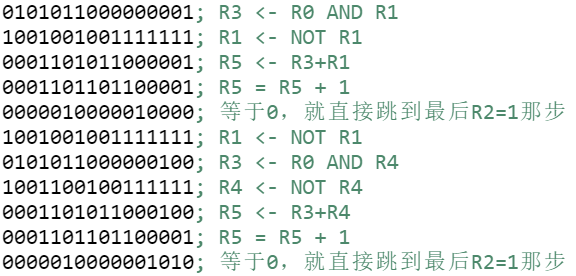 0101011000000001; R3 <- R0 AND R1
1001001001111111; R1 <- NOT R1
0001101011000001; R5 <- R3+R1
0001101101100001; R5 = R5 + 1
0000010000010000; 等于0，就直接跳到最后R2=1那步
1001001001111111; R1 <- NOT R1
0101011000000100; R3 <- R0 AND R4
1001100100111111; R4 <- NOT R4
0001101011000100; R5 <- R3+R4
0001101101100001; R5 = R5 + 1
0000010000001010; 等于0，就直接跳到最后R2=1那步